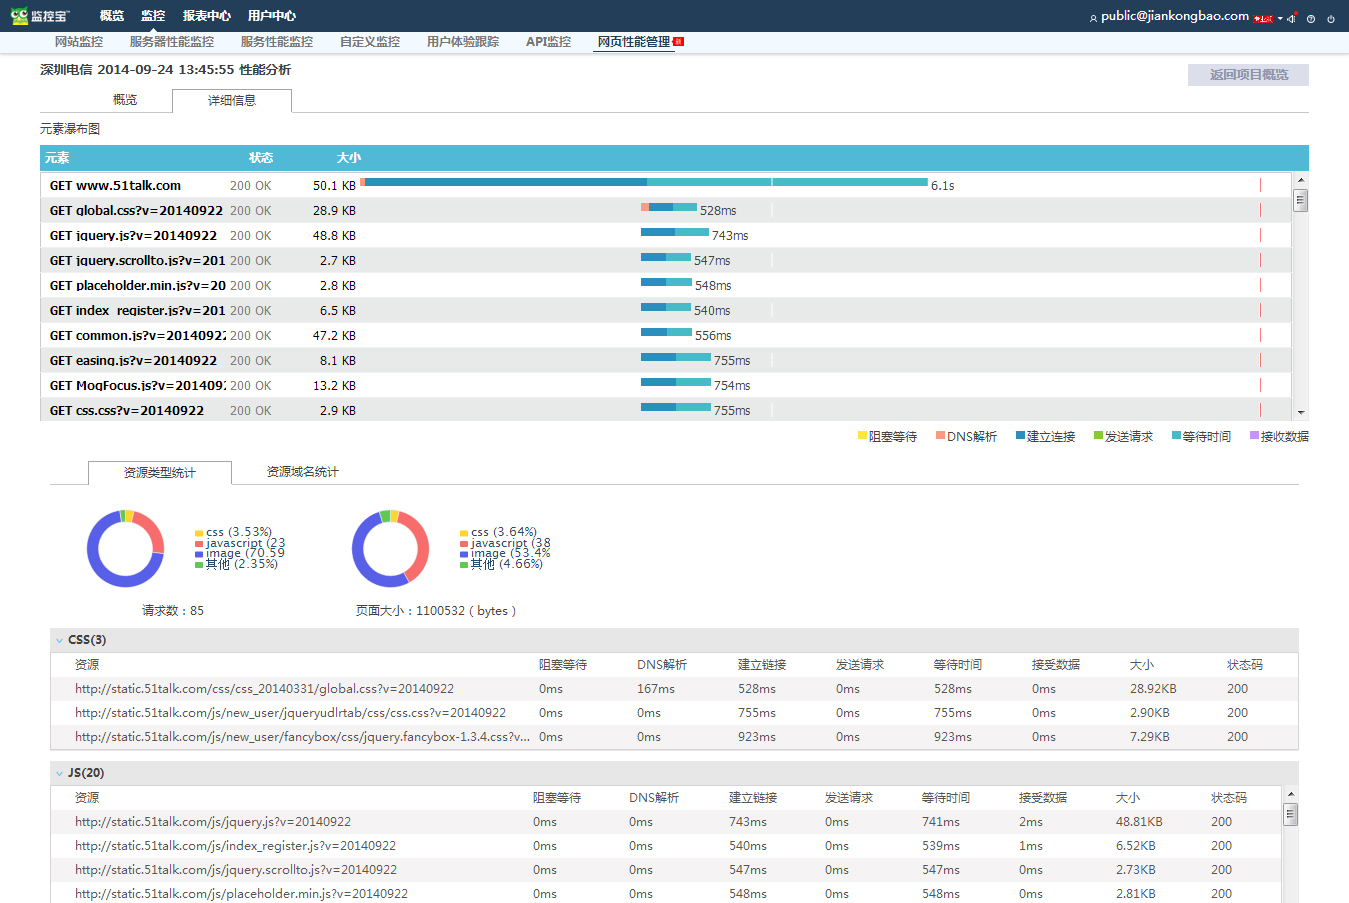 监控宝 概览 监控 报表中心 用户中心 public@jiankongbao.com
网站监控 服务器性能监控 服务性能监控 自定义监控 用户体验跟踪 API监控 网页性能管理
深圳电信 2014-09-24 13:45:55 性能分析 返回项目概览
概览 详细信息
元素瀑布图
元素 状态 大小
GET www.51talk.com 200 OK 50.1 KB 6.1s
GET global.css?v=20140922 200 OK 28.9 KB 528ms
GET jquery.js?v=20140922 200 OK 48.8 KB 743ms
GET jquery.scrollto.js?v=201 200 OK 2.7 KB 547ms
GET placeholder.min.js?v=20 200 OK 2.8 KB 548ms
GET index_register.js?v=201 200 OK 6.5 KB 540ms
GET common.js?v=20140922 200 OK 47.2 KB 556ms
GET easing.js?v=20140922 200 OK 8.1 KB 755ms
GET MogFocus.js?v=2014092 200 OK 13.2 KB 754ms
GET css.css?v=20140922 200 OK 2.9 KB 755ms
阻塞等待 DNS解析 建立连接 发送请求 等待时间 接收数据
资源类型统计 资源域名统计
css (3.53%)
javascript (23
image (70.59
其他 (2.35%)
css (3.64%)
javascript (38
image (53.4%
其他 (4.66%)
请求数：85 页面大小：1100532（bytes）
CSS(3)
资源 阻塞等待 DNS解析 建立链接 发送请求 等待时间 接受数据 大小 状态码
http://static.51talk.com/css/css_20140331/global.css?v=20140922 0ms 167ms 528ms 0ms 528ms 0ms 28.92KB 200
http://static.51talk.com/js/new_user/jqueryudlrtab/css/css.css?v=20140922 0ms 0ms 755ms 0ms 755ms 0ms 2.90KB 200
http://static.51talk.com/js/new_user/fancybox/css/jquery.fancybox-1.3.4.css?v... 0ms 0ms 923ms 0ms 923ms 0ms 7.29KB 200
JS(20)
资源 阻塞等待 DNS解析 建立链接 发送请求 等待时间 接受数据 大小 状态码
http://static.51talk.com/js/jquery.js?v=20140922 0ms 0ms 743ms 0ms 741ms 2ms 48.81KB 200
http://static.51talk.com/js/index_register.js?v=20140922 0ms 0ms 540ms 0ms 539ms 1ms 6.52KB 200
http://static.51talk.com/js/jquery.scrollto.js?v=20140922 0ms 0ms 547ms 0ms 547ms 0ms 2.73KB 200
http://static.51talk.com/js/placeholder.min.js?v=20140922 0ms 0ms 548ms 0ms 548ms 0ms 2.81KB 200